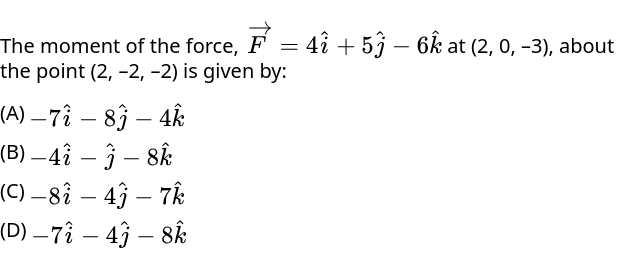 The moment of the force, \overrightarrow{F} = 4\hat{i} + 5\hat{j} − 6\hat{k} at (2, 0, –3), about
the point (2, –2, –2) is given by:
(A) −7\hat{i} − 8\hat{j} − 4\hat{k}
(B) −4\hat{i} − \hat{j} − 8\hat{k}
(C) −8\hat{i} − 4\hat{j} − 7\hat{k}
(D) −7\hat{i} − 4\hat{j} − 8\hat{k}